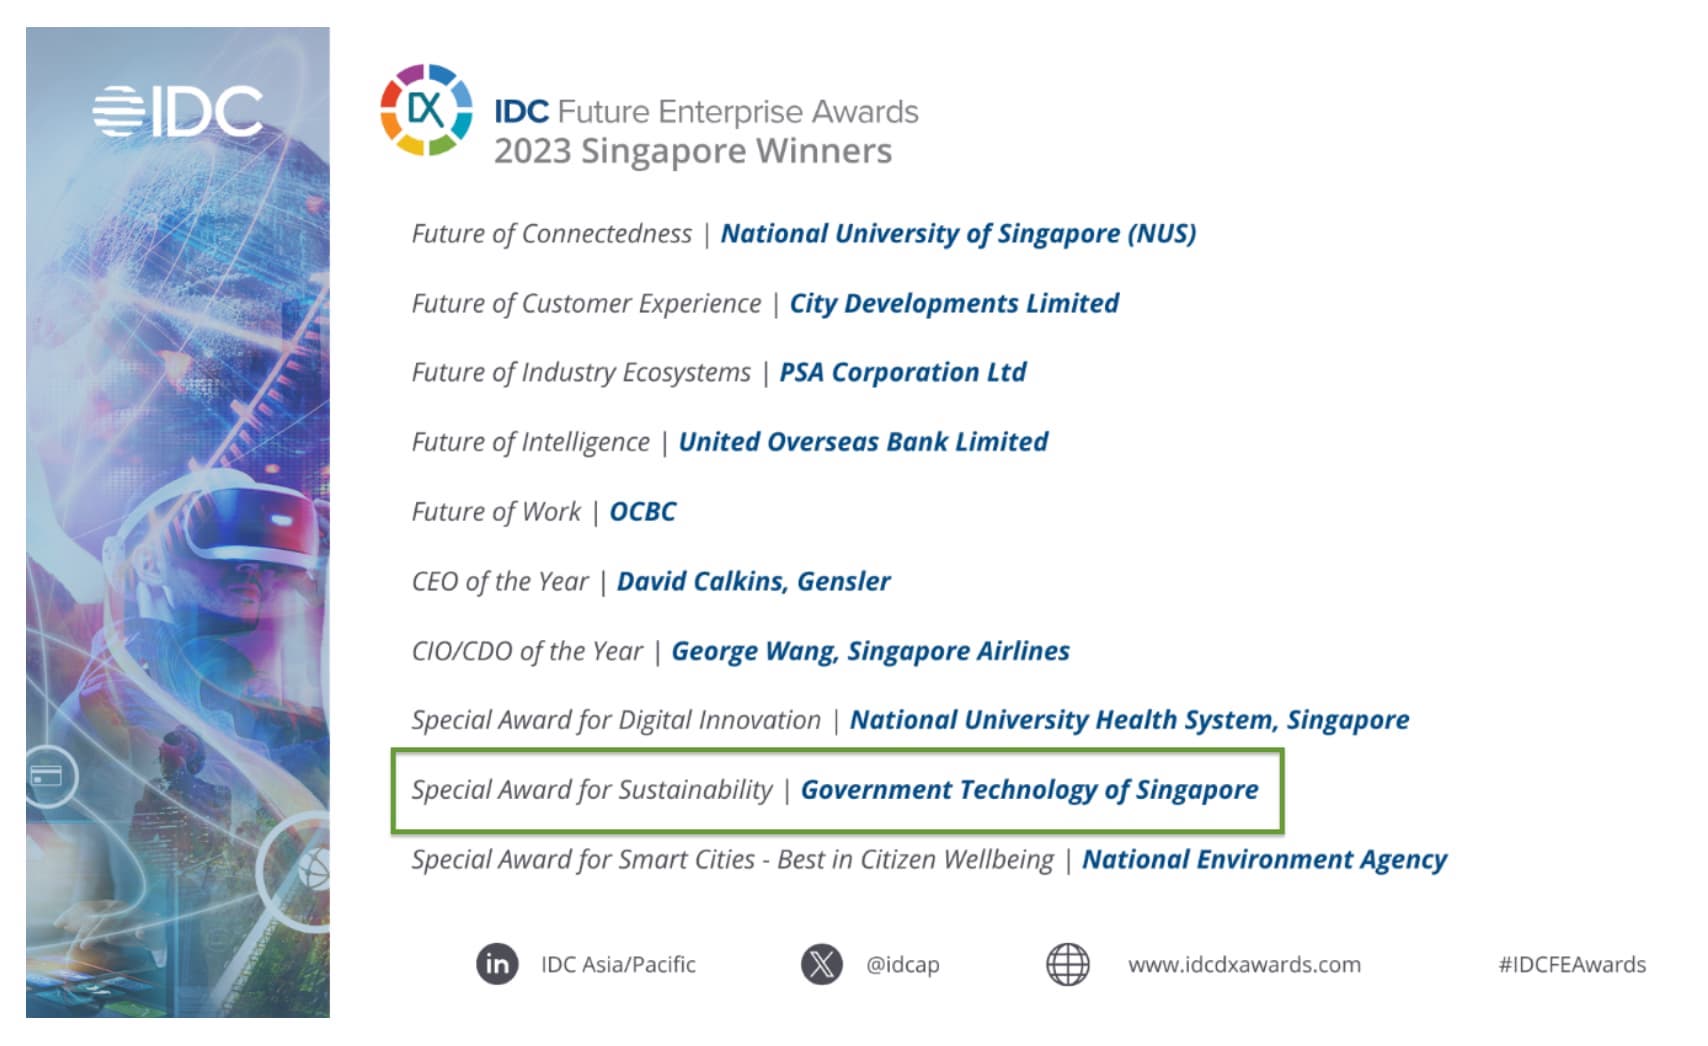 IDC
IX
IDC Future Enterprise Awards
2023 Singapore Winners
Future of Connectedness | National University of Singapore (NUS)
Future of Customer Experience | City Developments Limited
Future of Industry Ecosystems | PSA Corporation Ltd
Future of Intelligence | United Overseas Bank Limited
Future of Work | OCBC
CEO of the Year | David Calkins, Gensler
CIO/CDO of the Year | George Wang, Singapore Airlines
Special Award for Digital Innovation | National University Health System, Singapore
Special Award for Sustainability | Government Technology of Singapore
Special Award for Smart Cities - Best in Citizen Wellbeing | National Environment Agency
in IDC Asia/Pacific X @idcap www.idcdxawards.com #IDCFEAwards